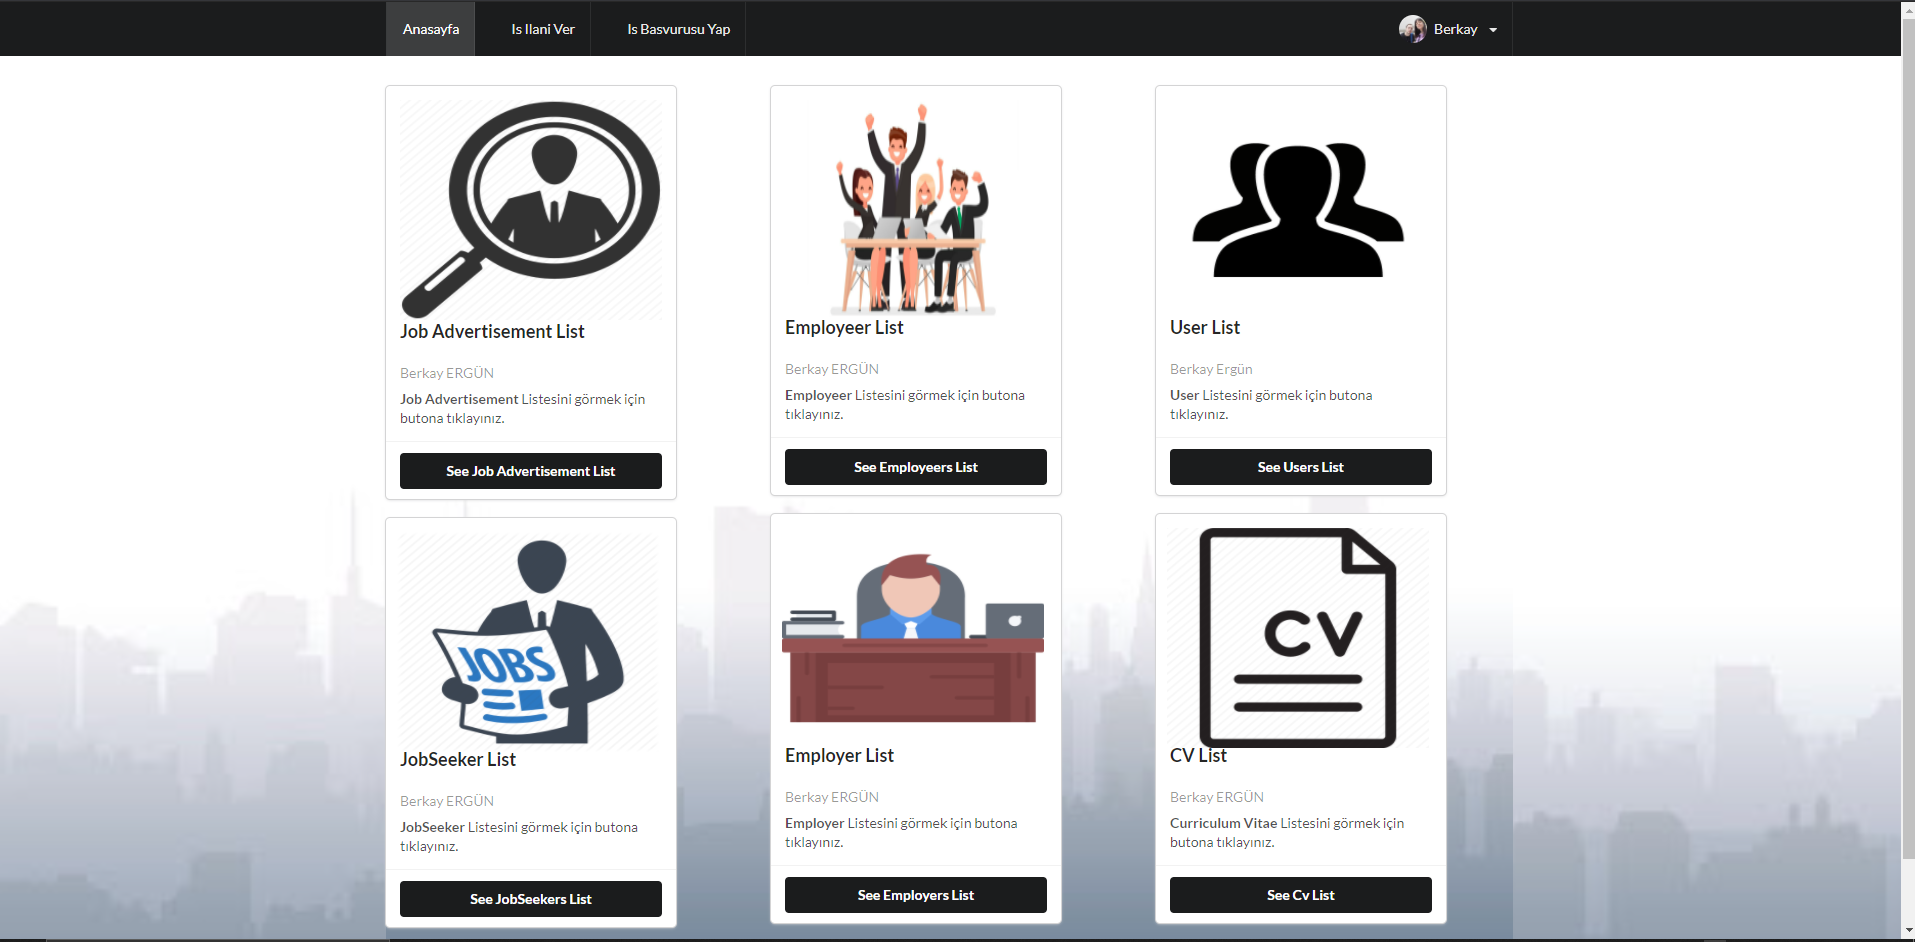 Anasayfa
Is Ilani Ver
Is Basvurusu Yap
Berkay
Job Advertisement List
Berkay ERGÜN
Job Advertisement Listesini görmek için
butona tıklayınız.
See Job Advertisement List
Employeer List
Berkay ERGÜN
Employeer Listesini görmek için butona
tıklayınız.
See Employeers List
User List
Berkay Ergün
User Listesini görmek için butona
tıklayınız.
See Users List
JOBS
JobSeeker List
Berkay ERGÜN
JobSeeker Listesini görmek için butona
tıklayınız.
See JobSeekers List
Employer List
Berkay ERGÜN
Employer Listesini görmek için butona
tıklayınız.
See Employers List
CV
CV List
Berkay ERGÜN
Curriculum Vitae Listesini görmek için
butona tıklayınız.
See Cv List